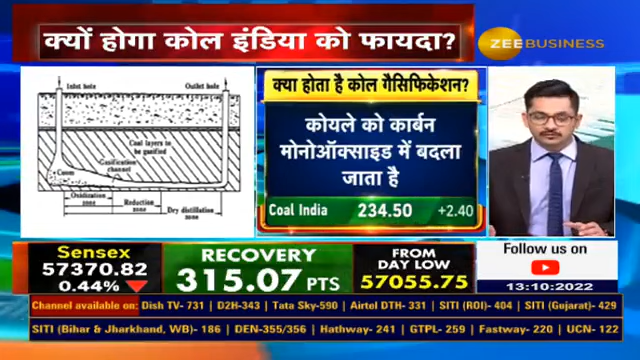 क्यों होगा कोल इंडिया को फायदा?
ZEE BUSINESS
Inlet hole
Outlet hole
Coal layers to be gasified
Gasification channel
Oxidization zone
Reduction zone
Dry distillation zone
क्या होता है कोल गैसिफिकेशन?
कोयले को कार्बन
मोनोऑक्साइड में बदला
जाता है
Coal India 234.50 +2.40
Sensex
57370.82
0.44%
RECOVERY
315.07 PTS
FROM
DAY LOW
57055.75
Follow us on
13:10:2022
Channel available on: Dish TV- 731 | D2H-343 | Tata Sky-590 | Airtel DTH- 331 | SITI (ROI)- 404 | SITI (Gujarat)- 429
SITI (Bihar & Jharkhand, WB)- 186 | DEN-355/356 | Hathway- 241 | GTPL- 259 | Fastway- 220 | UCN- 122